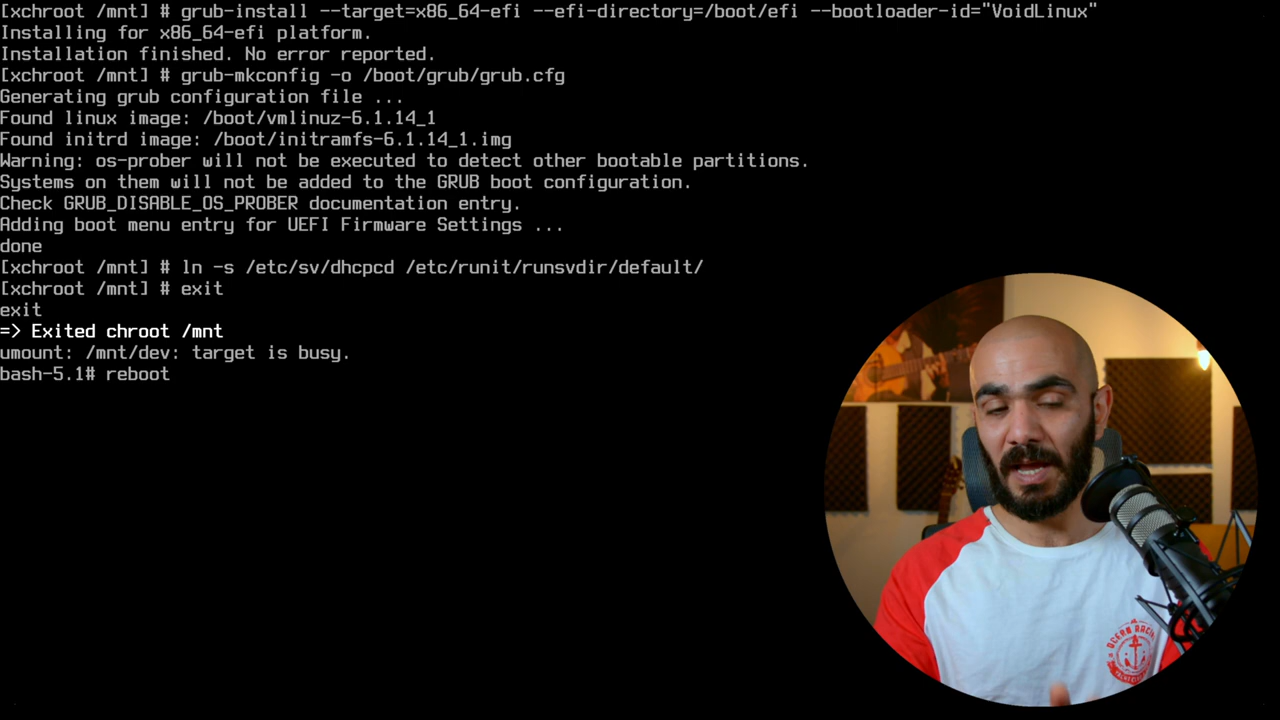 [xchroot /mnt] # grub-install --target=x86_64-efi --efi-directory=/boot/efi --bootloader-id="VoidLinux"
Installing for x86_64-efi platform.
Installation finished. No error reported.
[xchroot /mnt] # grub-mkconfig -o /boot/grub/grub.cfg
Generating grub configuration file ...
Found linux image: /boot/vmlinuz-6.1.14_1
Found initrd image: /boot/initramfs-6.1.14_1.img
Warning: os-prober will not be executed to detect other bootable partitions.
Systems on them will not be added to the GRUB boot configuration.
Check GRUB_DISABLE_OS_PROBER documentation entry.
Adding boot menu entry for UEFI Firmware Settings ...
done
[xchroot /mnt] # ln -s /etc/sv/dhcpcd /etc/runit/runsvdir/default/
[xchroot /mnt] # exit
exit
=> Exited chroot /mnt
umount: /mnt/dev: target is busy.
bash-5.1# reboot